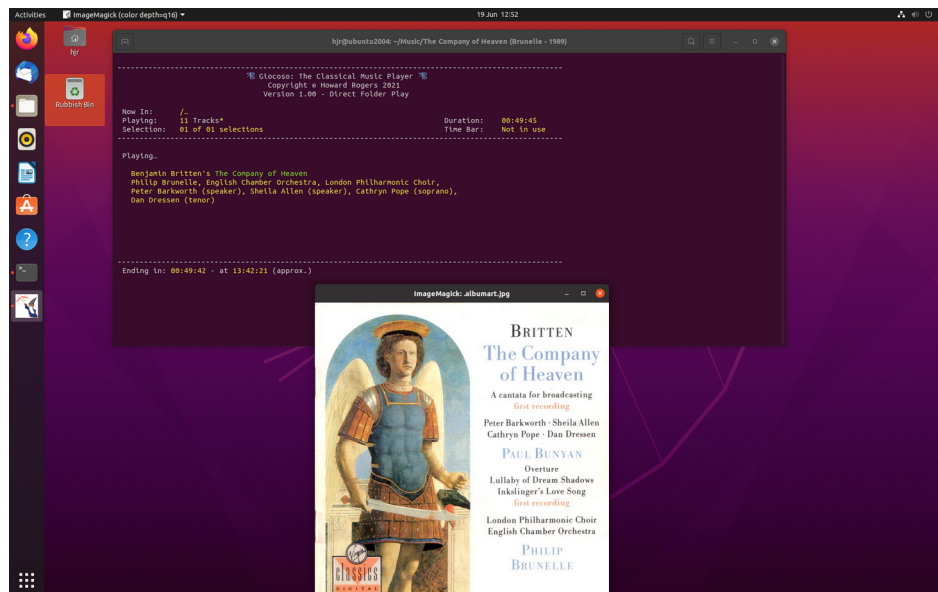 Activities
ImageMagick (color depth=q16)
19 Jun 12:52
hjr
Rubbish Bin
hjr@ubuntu2004: ~/Music/The Company of Heaven (Brunelle - 1989)
Giocoso: The Classical Music Player
Copyright © Howard Rogers 2021
Version 1.00 - Direct Folder Play
Now In: /…
Playing: 11 Tracks* Duration: 00:49:45
Selection: 01 of 01 selections Time Bar: Not in use
Playing…
Benjamin Britten's The Company of Heaven
Philip Brunelle, English Chamber Orchestra, London Philharmonic Choir,
Peter Barkworth (speaker), Sheila Allen (speaker), Cathryn Pope (soprano),
Dan Dressen (tenor)
Ending in: 00:49:42 - at 13:42:21 (approx.)
ImageMagick: .albumart.jpg
BRITTEN
The Company
of Heaven
A cantata for broadcasting
first recording
Peter Barkworth · Sheila Allen
Cathryn Pope · Dan Dressen
PAUL BUNYAN
Overture
Lullaby of Dream Shadows
Inkslinger's Love Song
first recording
London Philharmonic Choir
English Chamber Orchestra
PHILIP
BRUNELLE
Virgin
classics
DIGITAL